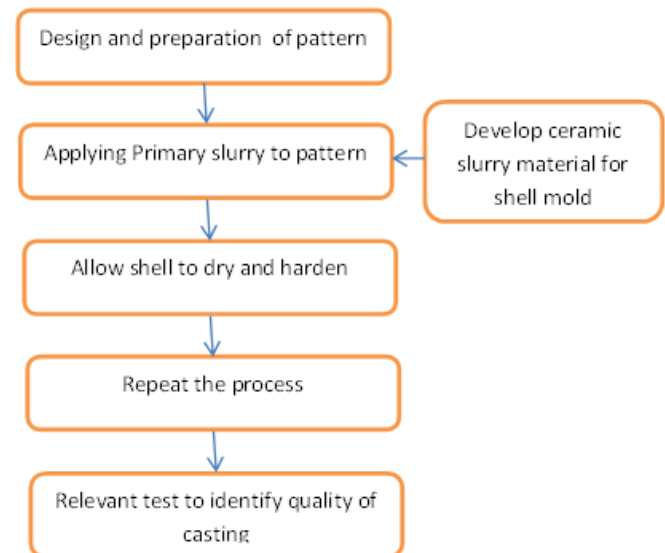 Design and preparation of pattern
Applying Primary slurry to pattern
Develop ceramic
slurry material for
shell mold
Allow shell to dry and harden
Repeat the process
Relevant test to identify quality of
casting